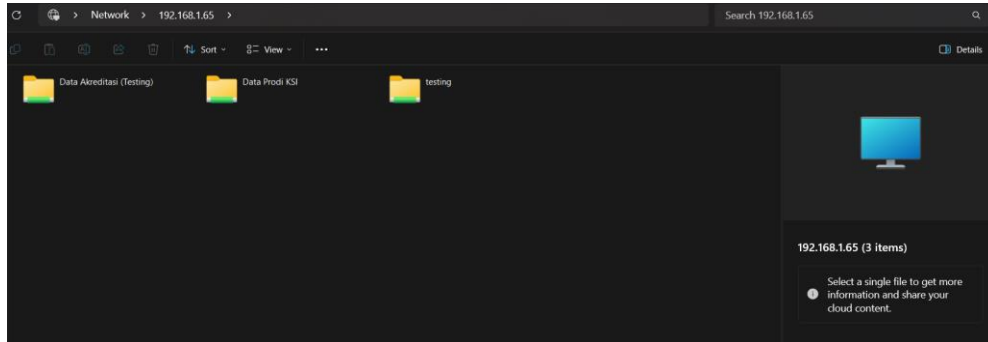 Network > 192.168.1.65 >
Search 192.168.1.65
Sort
View
Details
Data Akreditasi (Testing)
Data Prodi KSI
testing
192.168.1.65 (3 items)
Select a single file to get more
information and share your
cloud content.